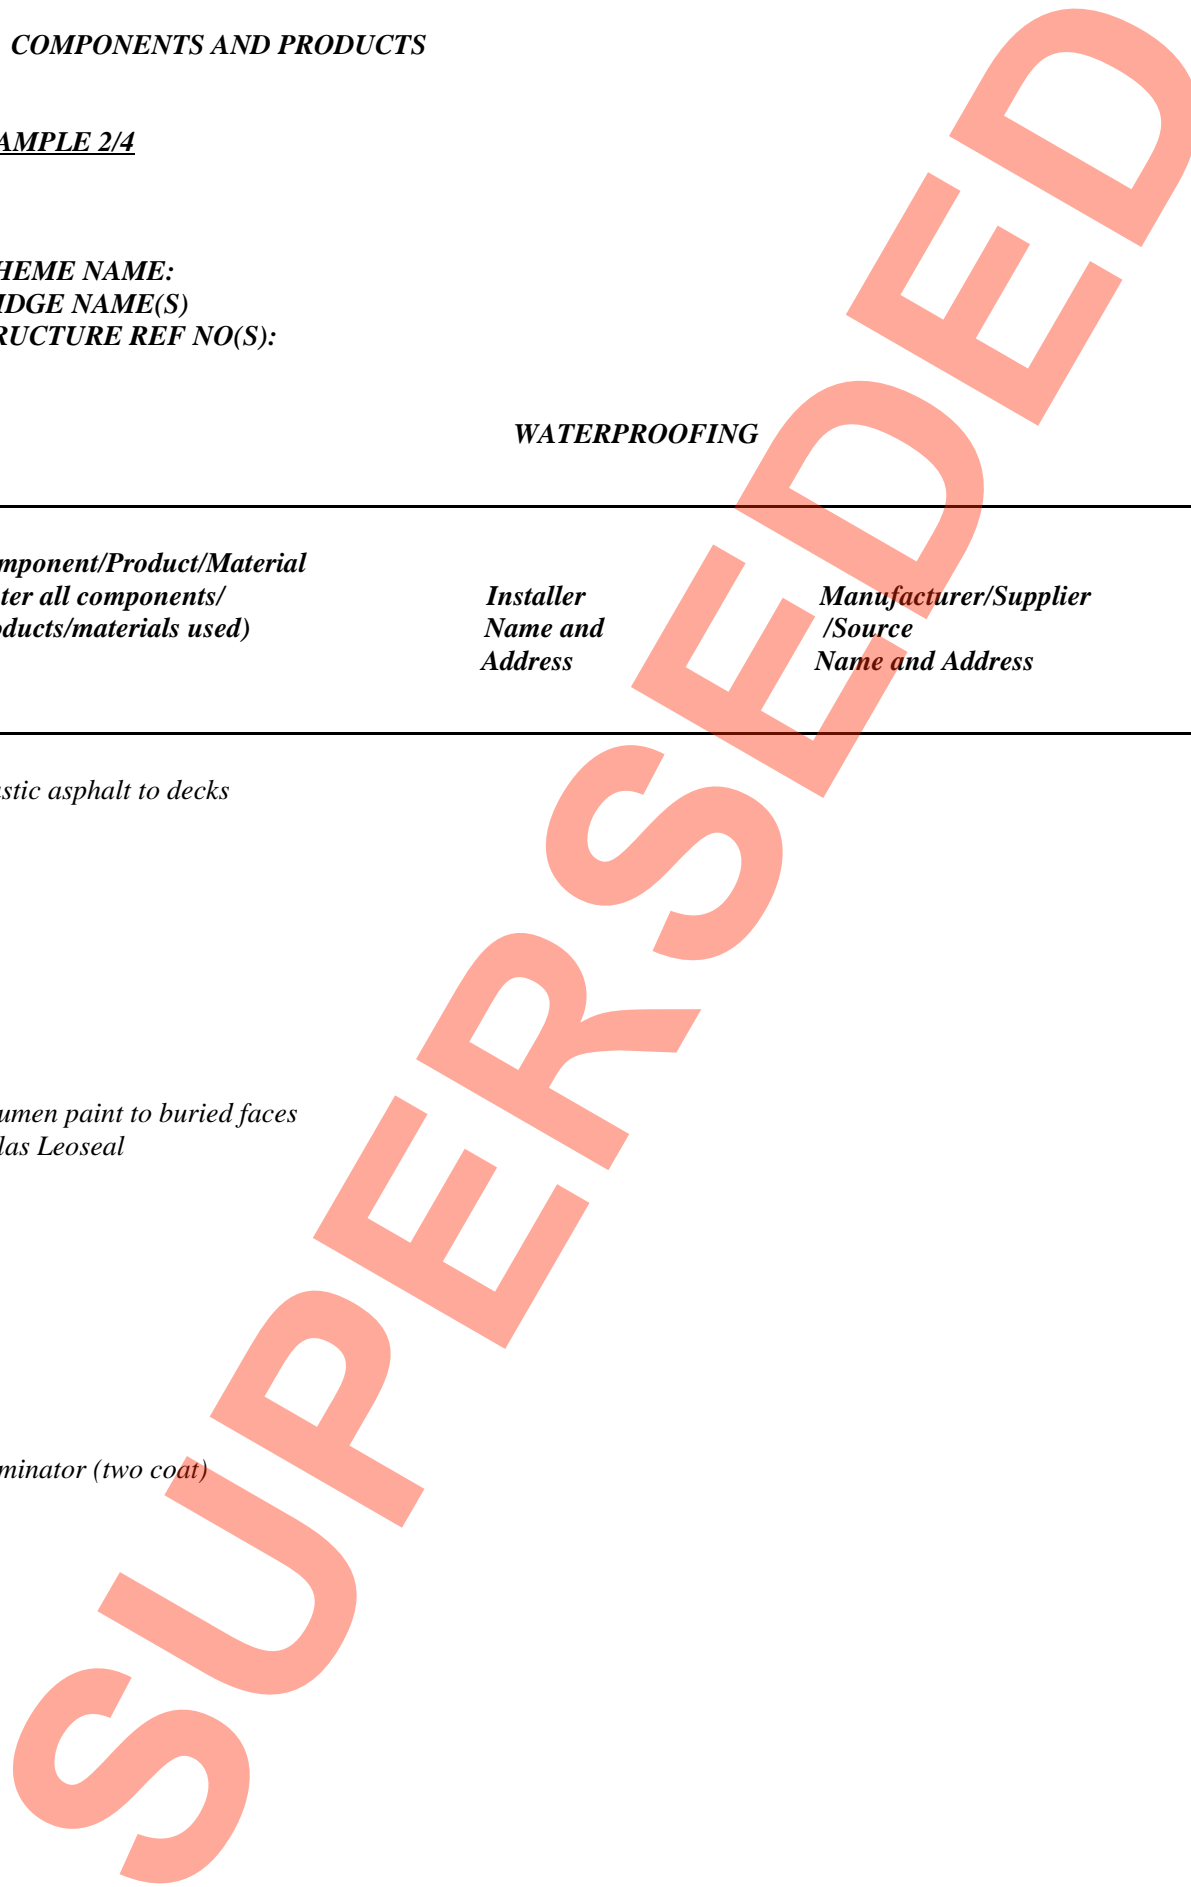 COMPONENTS AND PRODUCTS
AMPLE 2/4
HEME NAME:
IDGE NAME(S)
RUCTURE REF NO(S):
WATERPROOFING
mponent/Product/Material
ter all components/
oducts/materials used)
Installer
Name and
Address
Manufacturer/Supplier
/Source
Name and Address
stic asphalt to decks
umen paint to buried faces
las Leoseal
minator (two coat)
SUPERSEDED